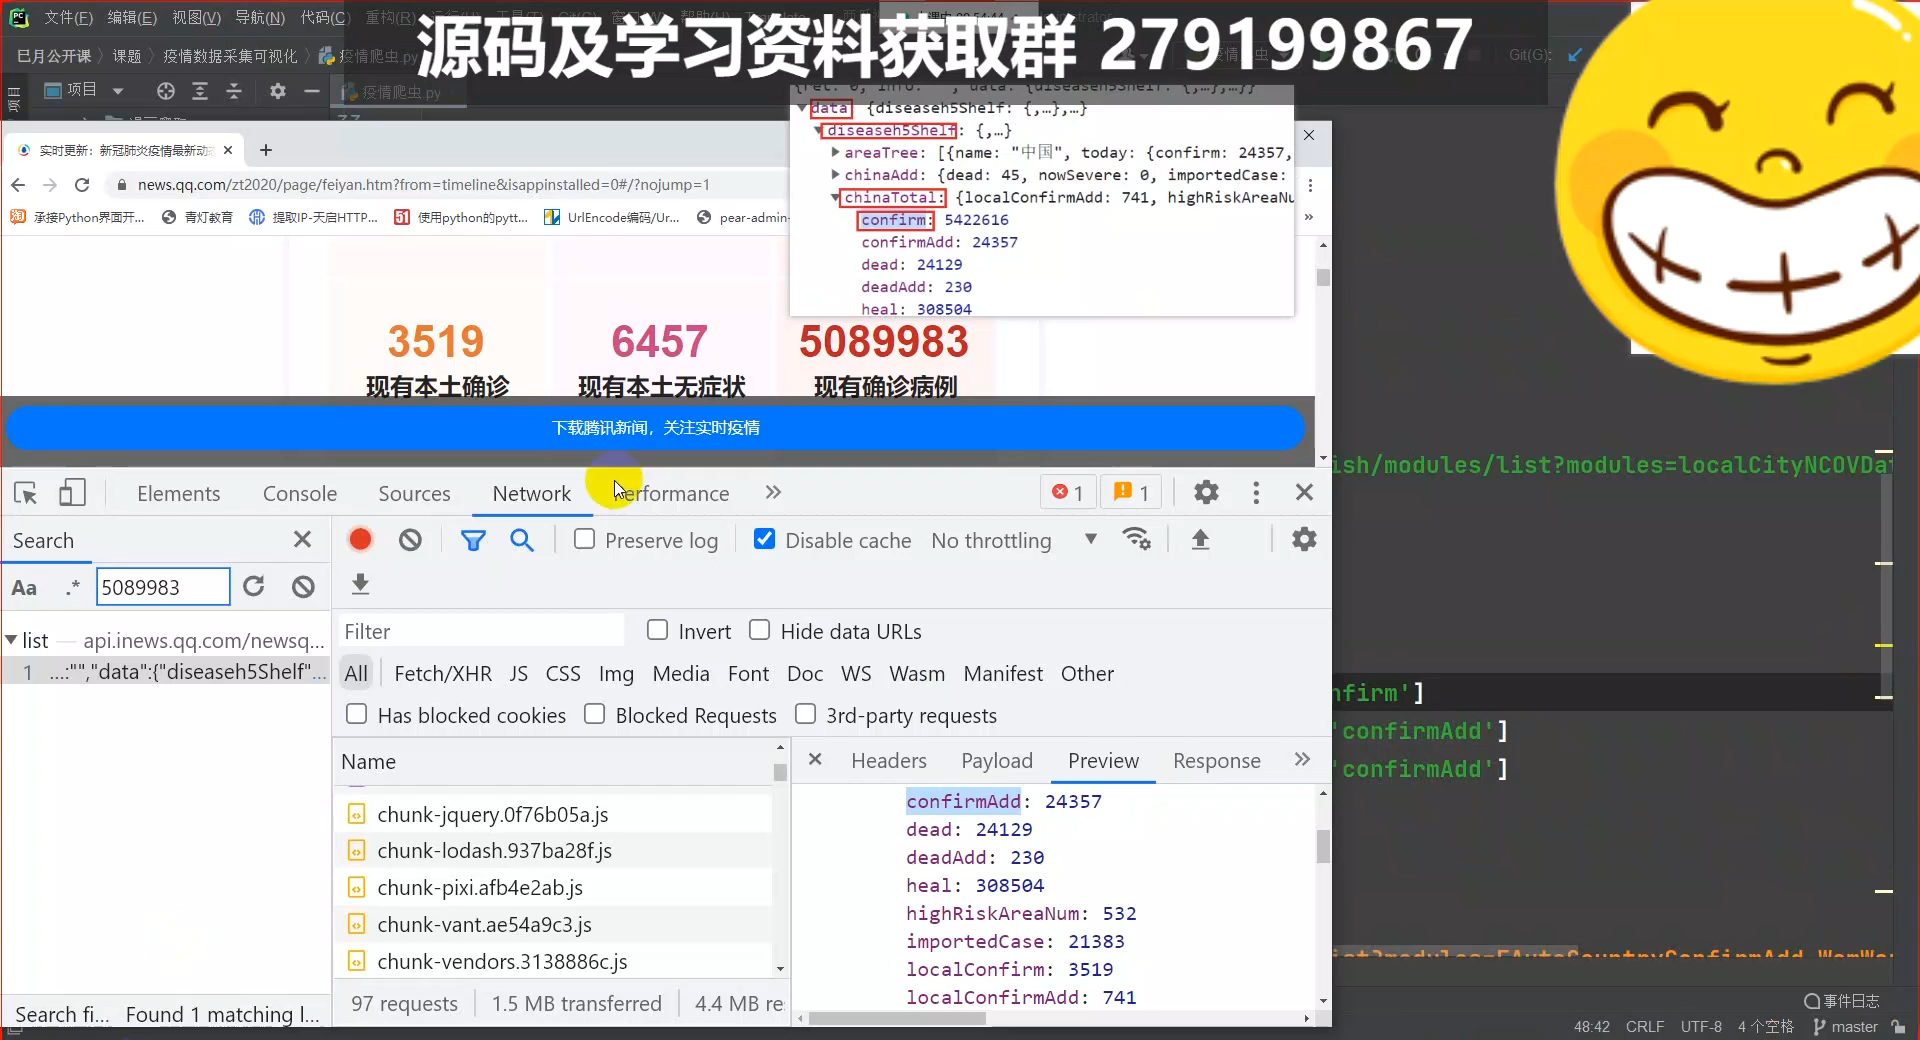 文件(F) 编辑(E) 视图(V) 导航(N) 代码(C) 重构(R)
源码及学习资料获取群 279199867
巳月公开课 课题 疫情数据采集可视化 疫情爬虫.py
Git(G):
项目
项目
疫情爬虫.py
data {diseaseh5Shelf: {,…},…}
diseaseh5Shelf: {,…}
areaTree: [{name: "中国", today: {confirm: 24357,
chinaAdd: {dead: 45, nowSevere: 0, importedCase:
chinaTotal: {localConfirmAdd: 741, highRiskAreaNu
confirm: 5422616
confirmAdd: 24357
dead: 24129
deadAdd: 230
heal: 308504
实时更新：新冠肺炎疫情最新动
news.qq.com/zt2020/page/feiyan.htm?from=timeline&isappinstalled=0#/?nojump=1
承接Python界面开... 青灯教育 提取IP-天启HTTP... 使用python的pytt... UrlEncode编码/Ur... pear-admin-
3519 6457 5089983
现有本土确诊 现有本土无症状 现有确诊病例
下载腾讯新闻，关注实时疫情
ish/modules/list?modules=localCityNCOVDat
Elements Console Sources Network Performance 1 1
Search
Preserve log Disable cache No throttling
Aa .* 5089983
Filter Invert Hide data URLs
list — api.inews.qq.com/newsq...
1 ...:"","data":{"diseaseh5Shelf"...
All Fetch/XHR JS CSS Img Media Font Doc WS Wasm Manifest Other
Has blocked cookies Blocked Requests 3rd-party requests
nfirm']
'confirmAdd']
'confirmAdd']
Name
Headers Payload Preview Response
chunk-jquery.0f76b05a.js
chunk-lodash.937ba28f.js
chunk-pixi.afb4e2ab.js
chunk-vant.ae54a9c3.js
chunk-vendors.3138886c.js
confirmAdd: 24357
dead: 24129
deadAdd: 230
heal: 308504
highRiskAreaNum: 532
importedCase: 21383
localConfirm: 3519
localConfirmAdd: 741
97 requests 1.5 MB transferred 4.4 MB re
Search fi... Found 1 matching l...
事件日志
48:42 CRLF UTF-8 4 个空格 master